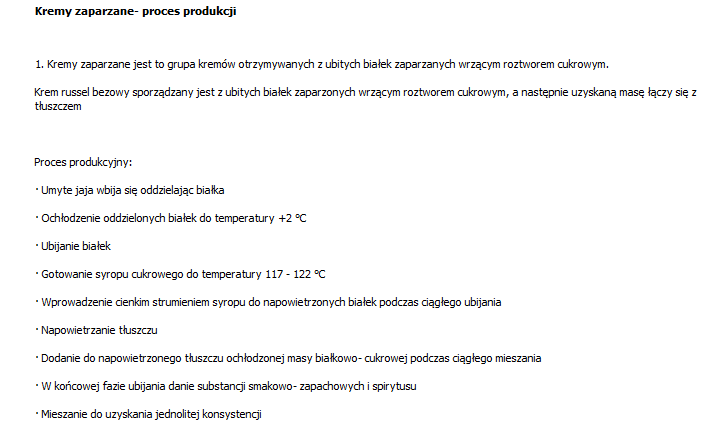 Kremy zaparzane- proces produkcji
1. Kremy zaparzane jest to grupa kremów otrzymywanych z ubitych białek zaparzanych wrzącym roztworem cukrowym.
Krem russel bezowy sporządzany jest z ubitych białek zaparzonych wrzącym roztworem cukrowym, a następnie uzyskaną masę łączy się z
tłuszczem
Proces produkcyjny:
· Umyte jaja wbija się oddzielając białka
· Ochłodzenie oddzielonych białek do temperatury +2 °C
· Ubijanie białek
· Gotowanie syropu cukrowego do temperatury 117 - 122 °C
· Wprowadzenie cienkim strumieniem syropu do napowietrzonych białek podczas ciągłego ubijania
· Napowietrzanie tłuszczu
· Dodanie do napowietrzonego tłuszczu ochłodzonej masy białkowo- cukrowej podczas ciągłego mieszania
· W końcowej fazie ubijania danie substancji smakowo- zapachowych i spirytusu
· Mieszanie do uzyskania jednolitej konsystencji